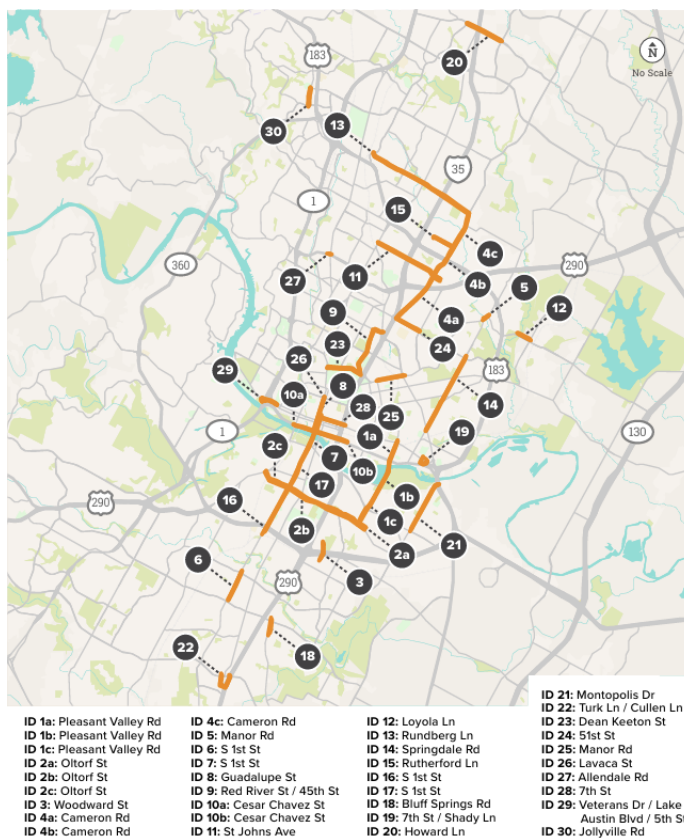 183
20
N
No Scale
30
13
35
1
15
360
4c
11
290
27
4b
5
12
9
4a
23
24
26
183
29
8
10a
28
14
25
1
1a
19
130
2c
7
10b
290
17
1b
16
1c
2b
2a
21
6
290
3
22
18
ID 1a: Pleasant Valley Rd
ID 1b: Pleasant Valley Rd
ID 1c: Pleasant Valley Rd
ID 2a: Oltorf St
ID 2b: Oltorf St
ID 2c: Oltorf St
ID 3: Woodward St
ID 4a: Cameron Rd
ID 4b: Cameron Rd
ID 4c: Cameron Rd
ID 5: Manor Rd
ID 6: S 1st St
ID 7: S 1st St
ID 8: Guadalupe St
ID 9: Red River St / 45th St
ID 10a: Cesar Chavez St
ID 10b: Cesar Chavez St
ID 11: St Johns Ave
ID 12: Loyola Ln
ID 13: Rundberg Ln
ID 14: Springdale Rd
ID 15: Rutherford Ln
ID 16: S 1st St
ID 17: S 1st St
ID 18: Bluff Springs Rd
ID 19: 7th St / Shady Ln
ID 20: Howard Ln
ID 21: Montopolis Dr
ID 22: Turk Ln / Cullen Ln
ID 23: Dean Keeton St
ID 24: 51st St
ID 25: Manor Rd
ID 26: Lavaca St
ID 27: Allendale Rd
ID 28: 7th St
ID 29: Veterans Dr / Lake
Austin Blvd / 5th St
ID 30: Jollyville Rd